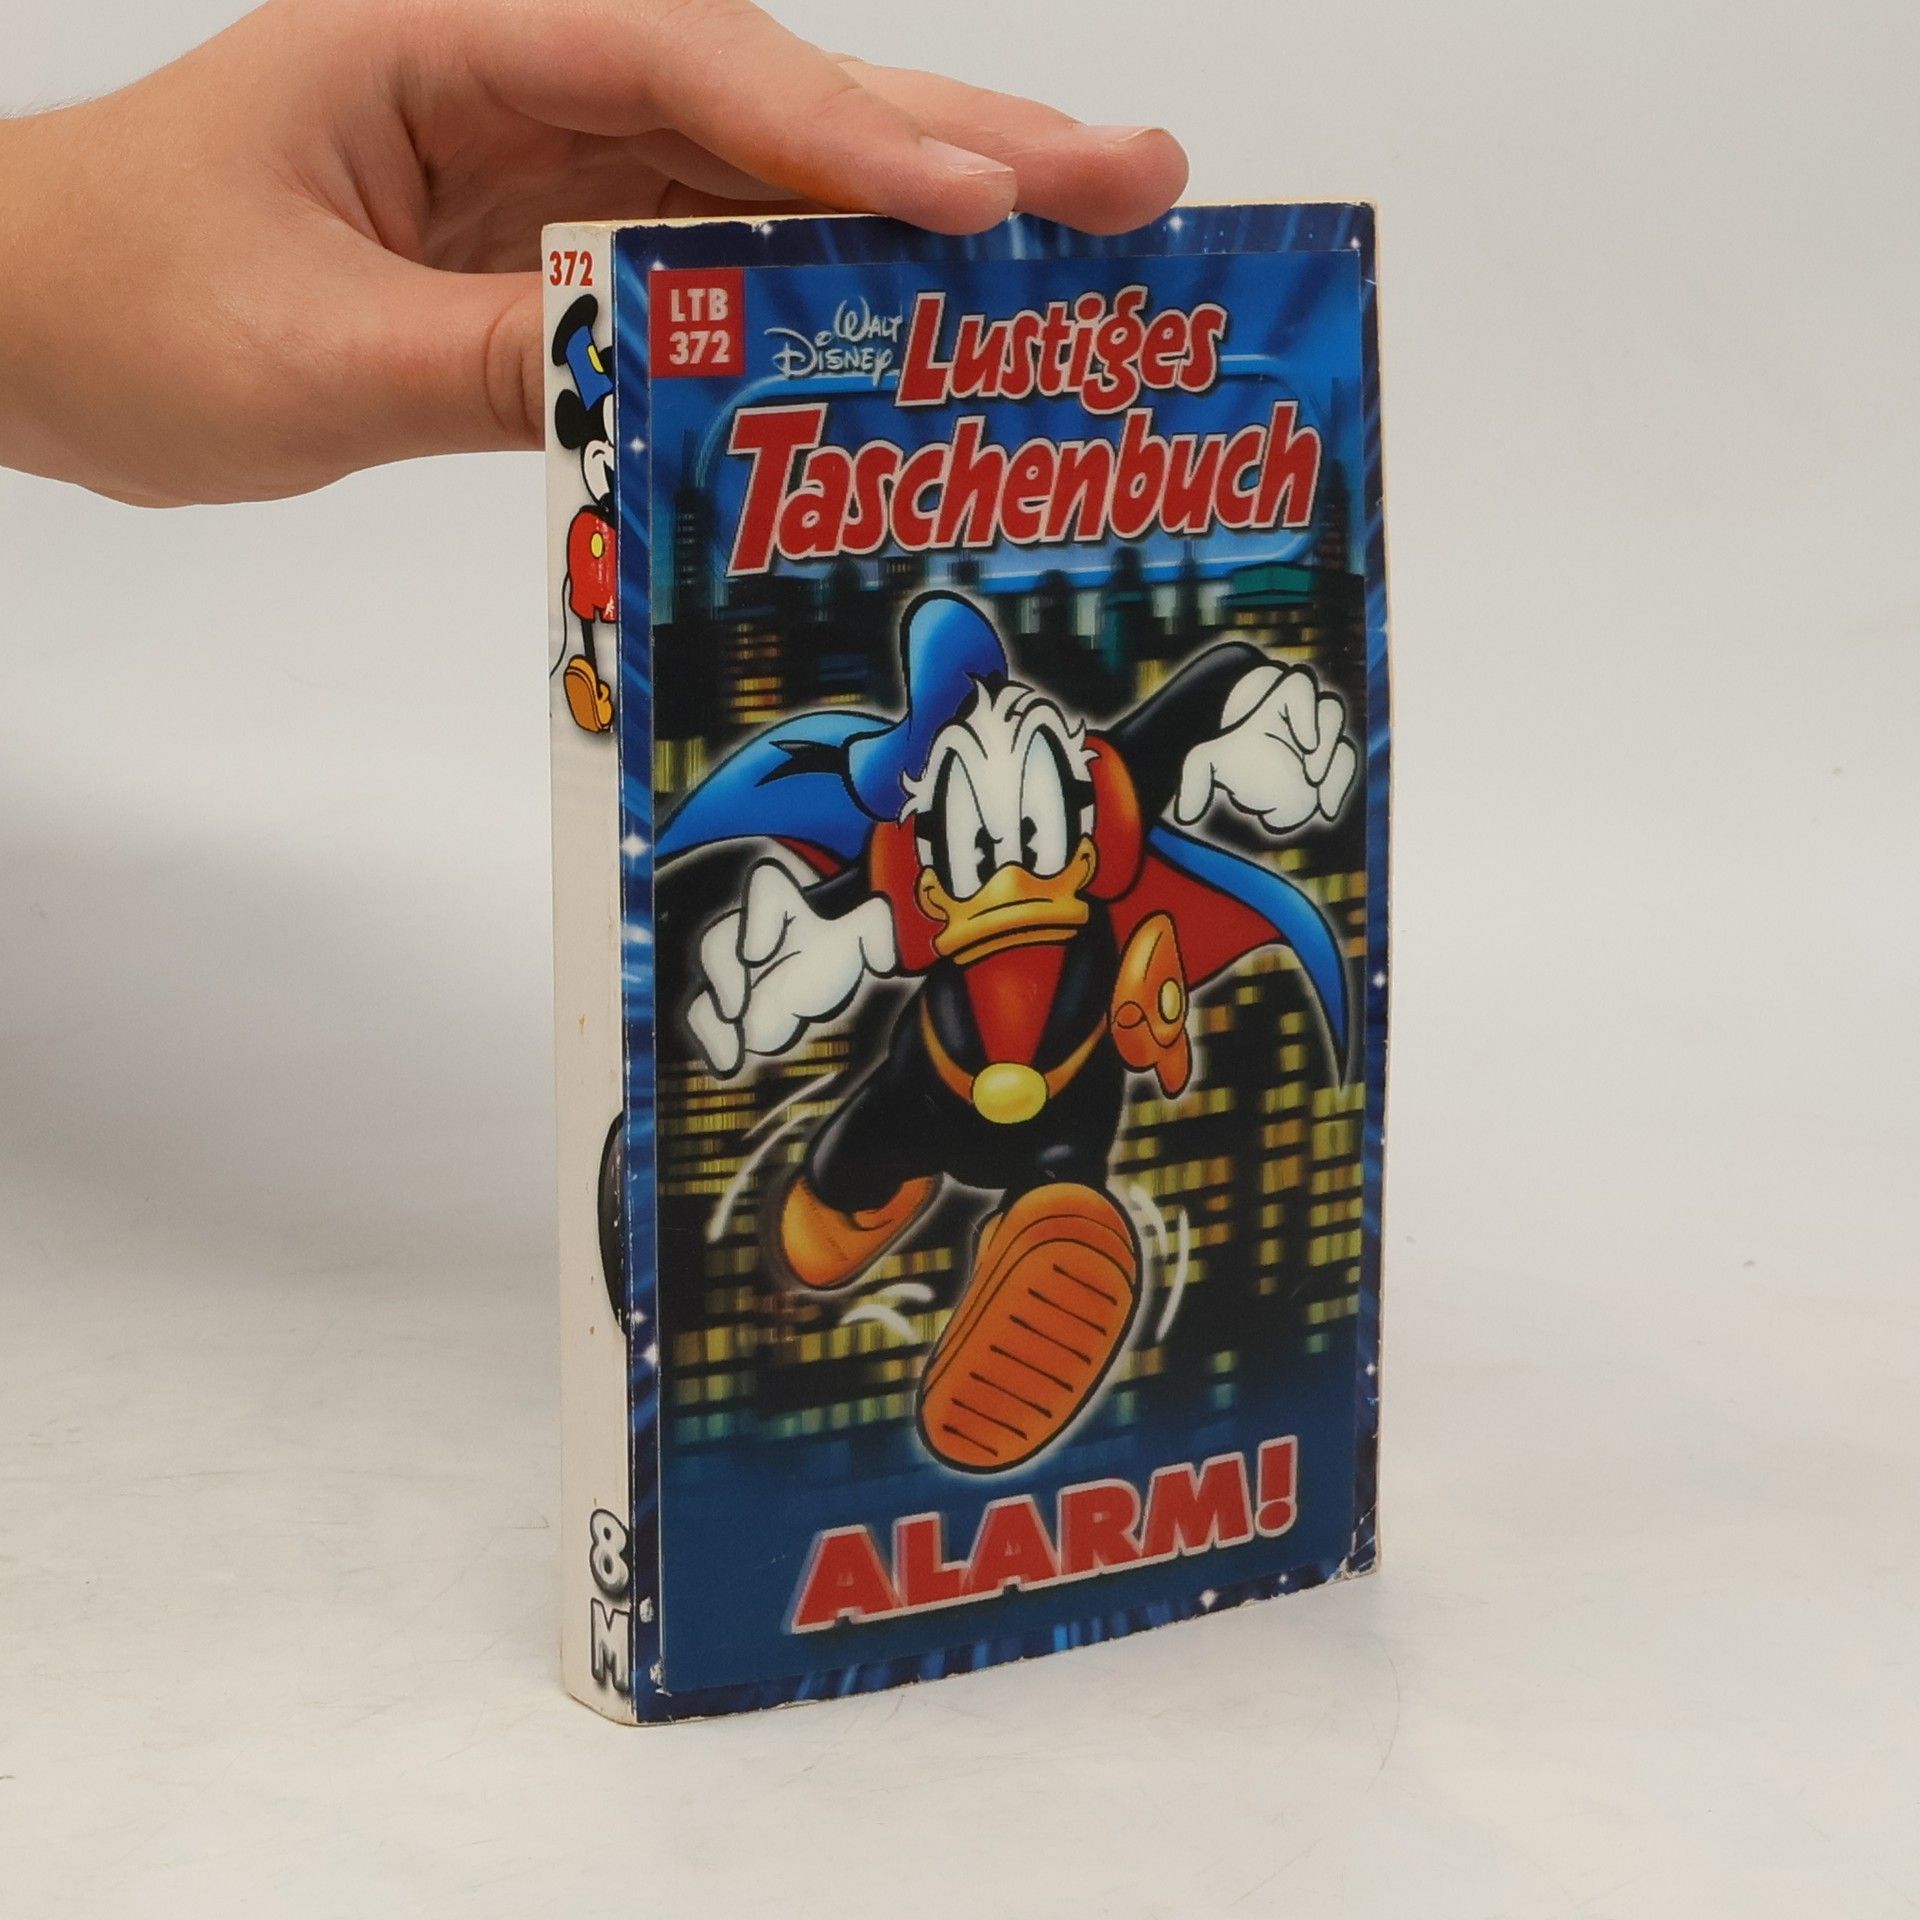 372
8
M
LTB
372
WALT
DISNEY
Lustiges
Taschenbuch
ALARM!